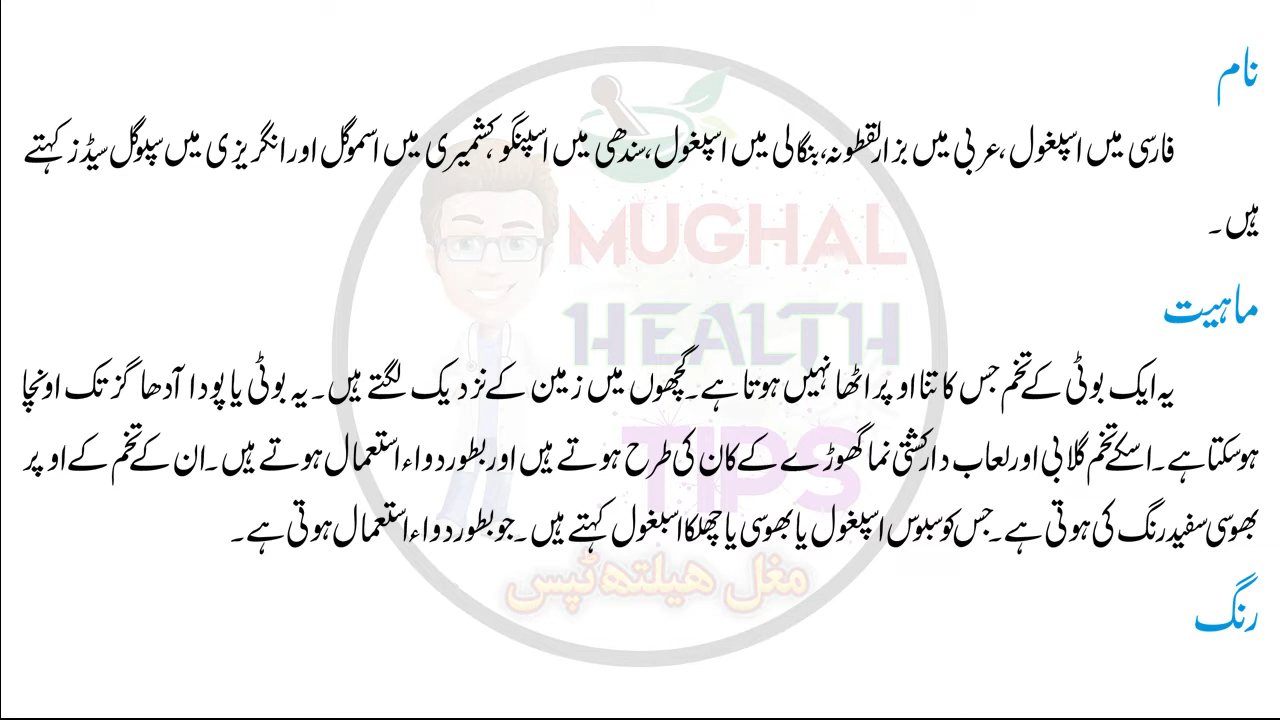 نام
فارسی میں اسپغول،عربی میں بزارلقطونہ،بنگالی میں اسپغول،سندھی میں اسپنگو،کشمیری میں اسموگل اورانگریزی میں سپلوگل سیڈز کہتے
ہیں۔
ماہیت
یہ ایک بوٹی کے تخم جس کا تنا اوپر اٹھا نہیں ہوتا ہے۔گچھوں میں زمین کے نزدیک لگتے ہیں۔یہ بوٹی یا پودا آدھا گز تک اونچا
ہوسکتا ہے۔اسکے تخم گلابی اور لعاب دار کشتی نما گھوڑے کے کان کی طرح ہوتے ہیں اور بطور دواء استعمال ہوتے ہیں۔ان کے تخم کے اوپر
بھوسی سفید رنگ کی ہوتی ہے۔جس کو سبوس اسپغول یا بھوسی یا چھلکا اسبغول کہتے ہیں۔جو بطور دواء استعمال ہوتی ہے۔
رنگ
MUGHAL
HEALTH
TIPS
مغل ھیلتھ ٹپس